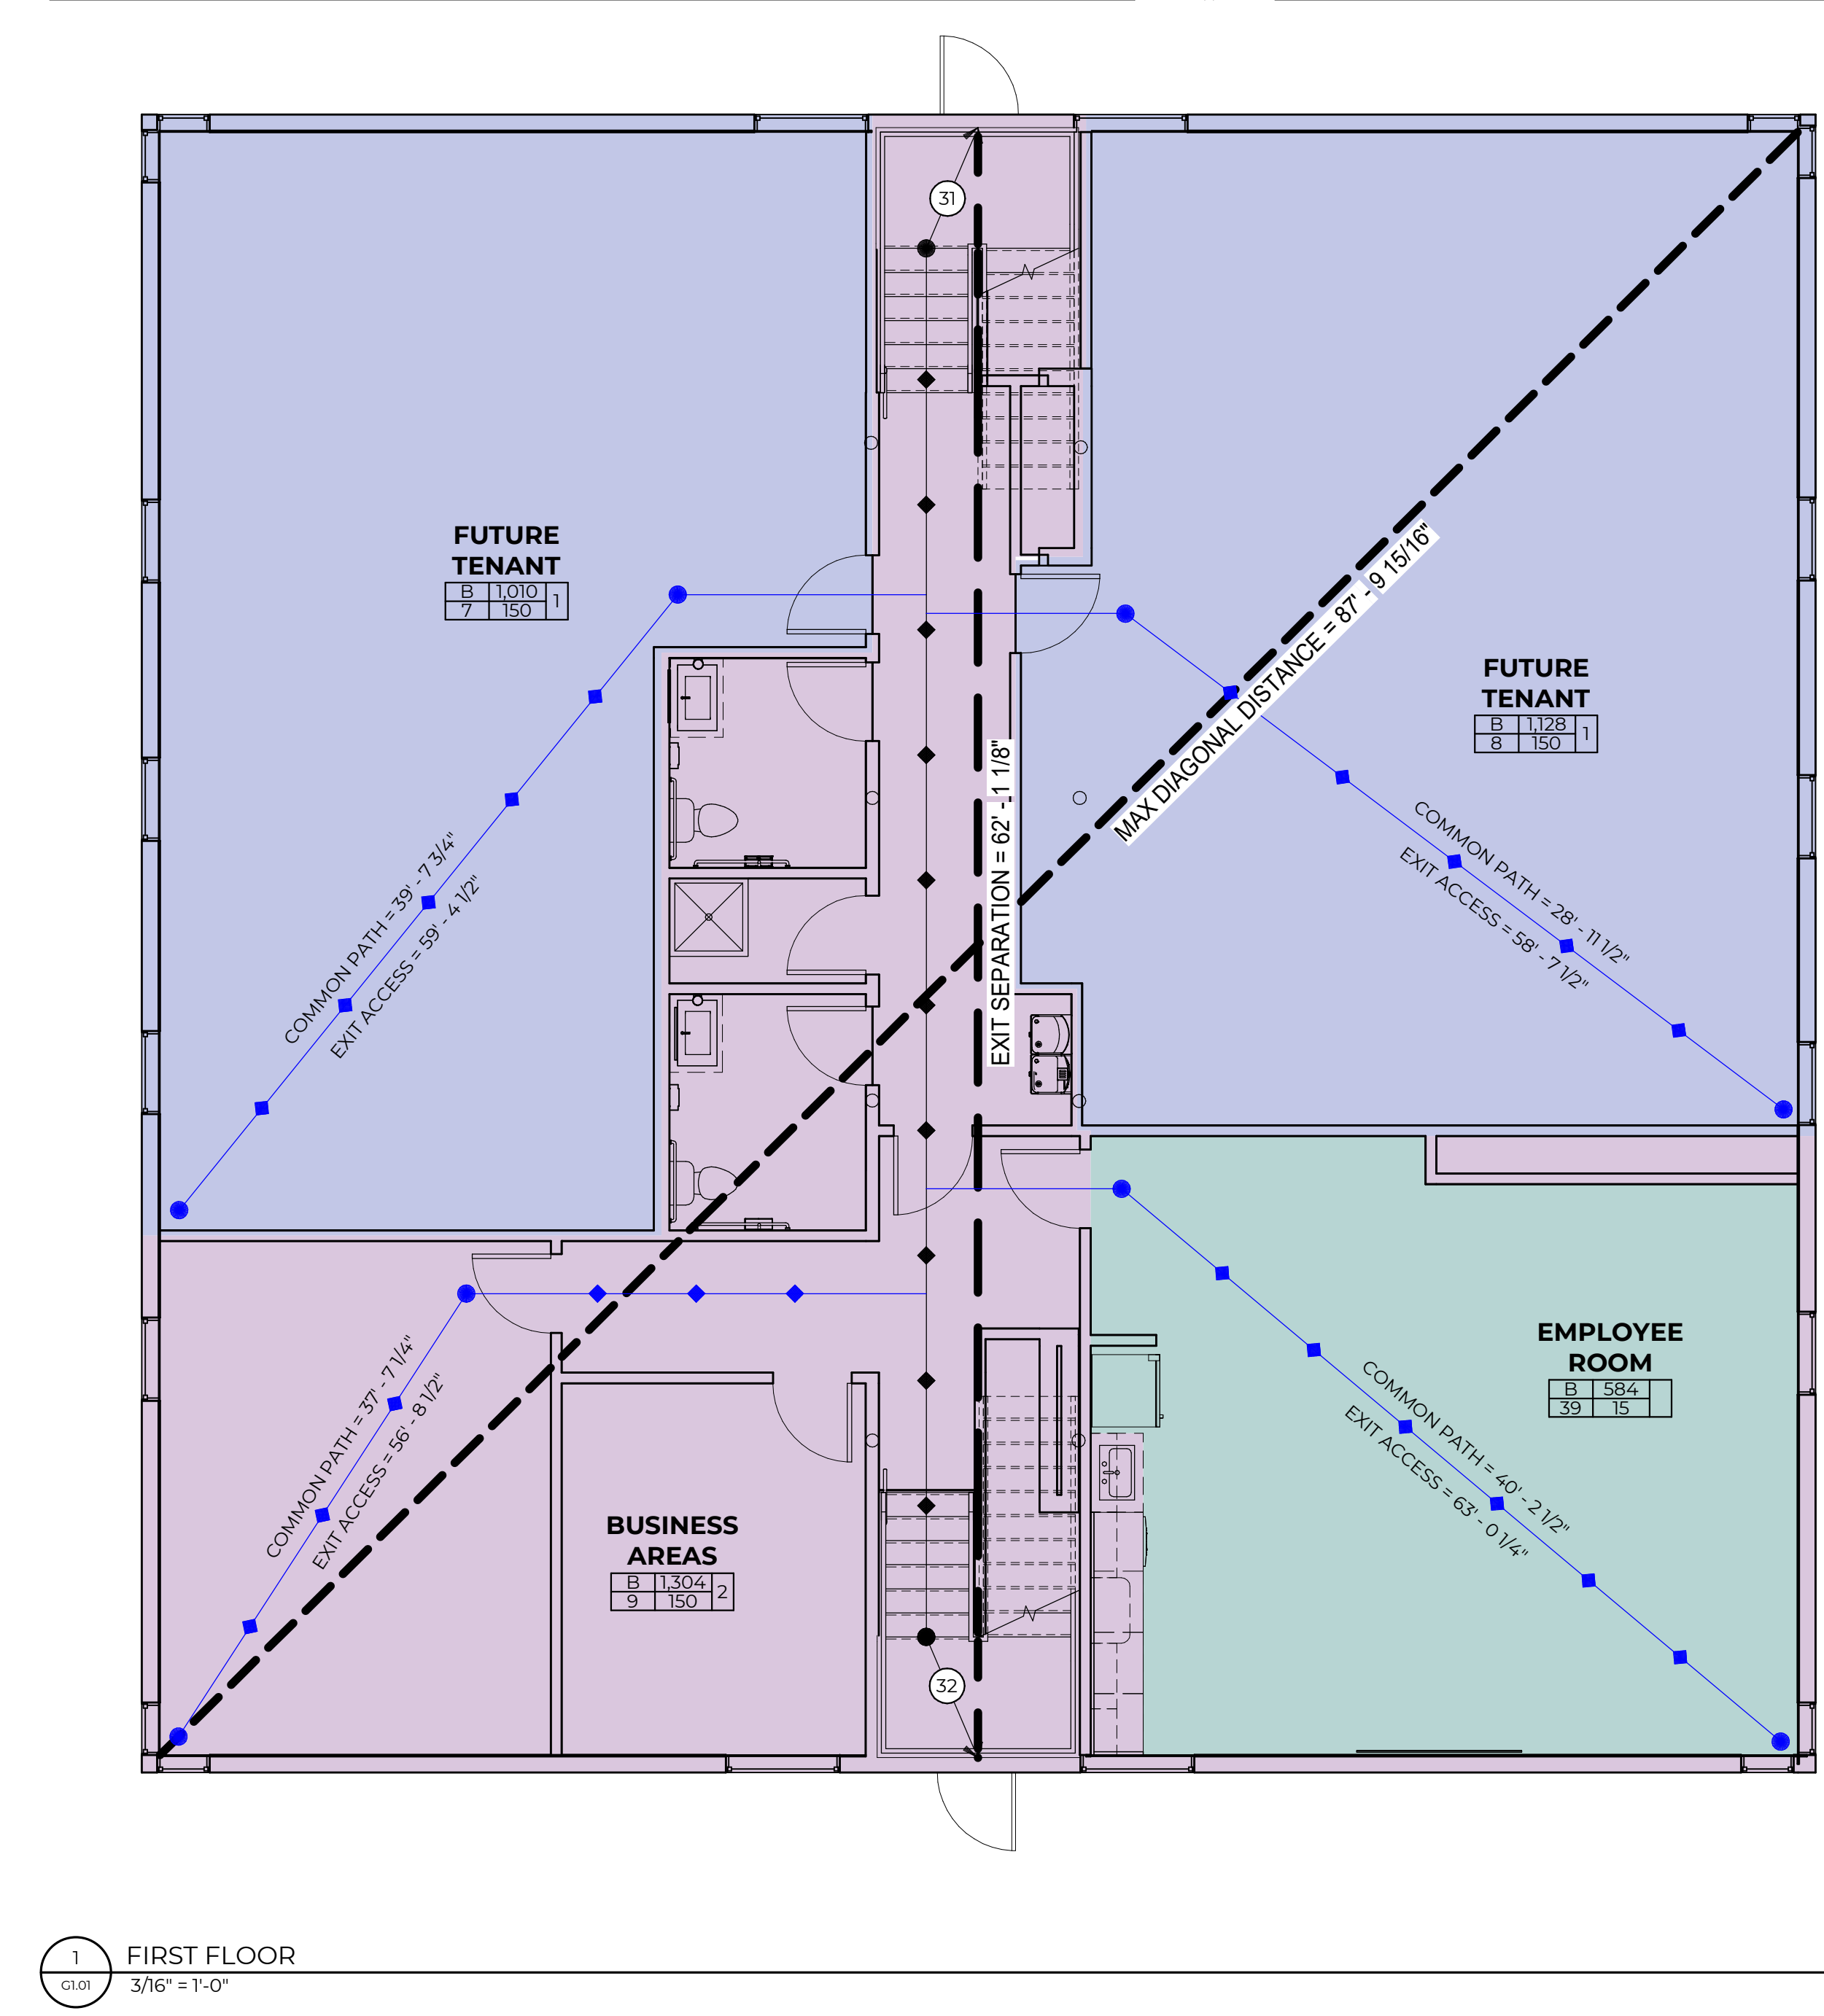 31
FUTURE
TENANT
B 1,010 1
7 150
FUTURE
TENANT
B 1,128 1
8 150
MAX DIAGONAL DISTANCE = 87' - 9 15/16"
EXIT SEPARATION = 62' - 1 1/8"
COMMON PATH = 39' - 7 3/4"
EXIT ACCESS = 59' - 4 1/2"
COMMON PATH = 28' - 11 1/2"
EXIT ACCESS = 58' - 7 1/2"
COMMON PATH = 37' - 7 1/4"
EXIT ACCESS = 56' - 8 1/2"
EMPLOYEE
ROOM
B 584
39 15
COMMON PATH = 40' - 2 1/2"
EXIT ACCESS = 63' - 0 1/4"
BUSINESS
AREAS
B 1,304 2
9 150
32
1 FIRST FLOOR
G1.01 3/16" = 1'-0"